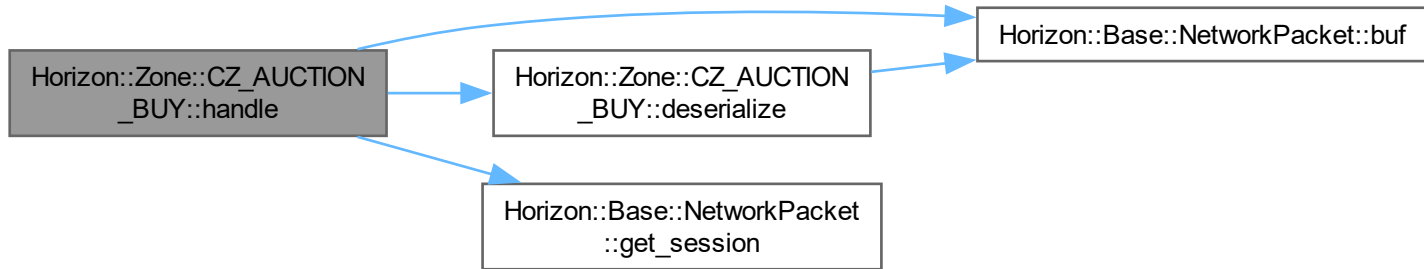 Horizon::Zone::CZ_AUCTION
_BUY::handle
Horizon::Base::NetworkPacket::buf
Horizon::Zone::CZ_AUCTION
_BUY::deserialize
Horizon::Base::NetworkPacket
::get_session